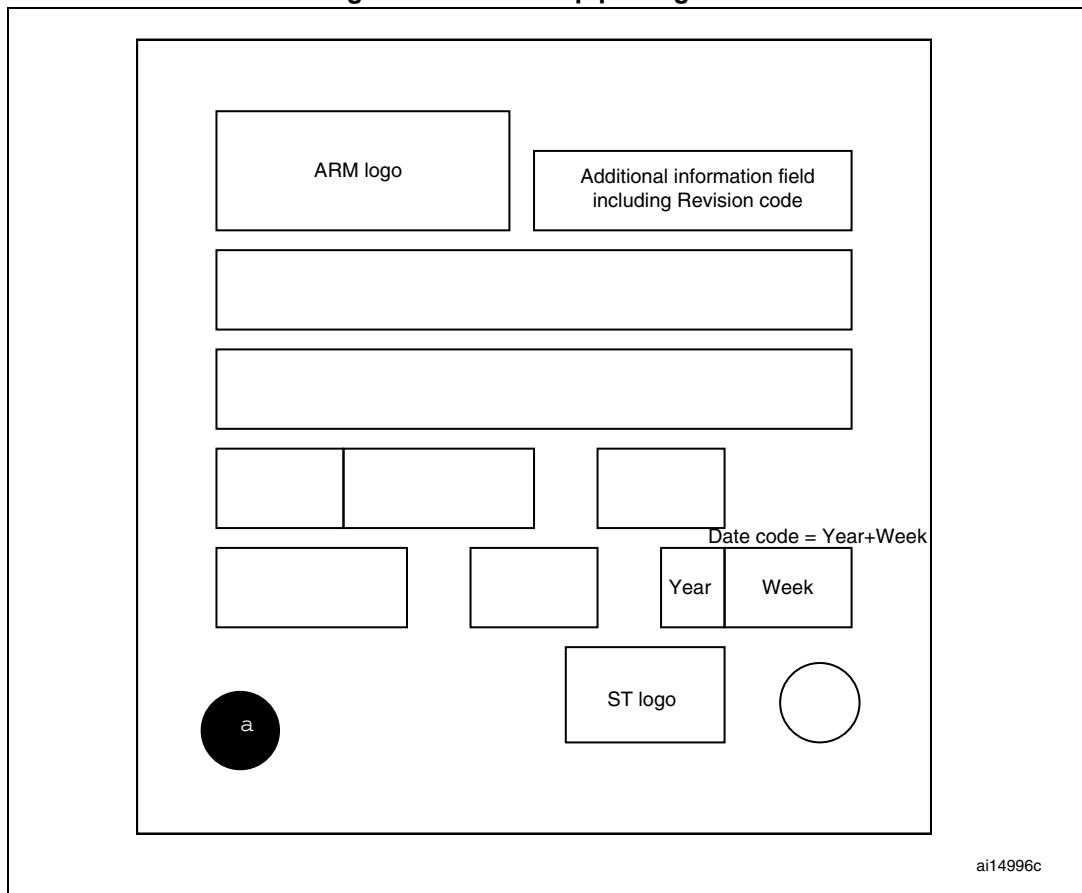 ARM logo
Additional information field
including Revision code
Date code = Year+Week
Year
Week
ST logo
a
ai14996c